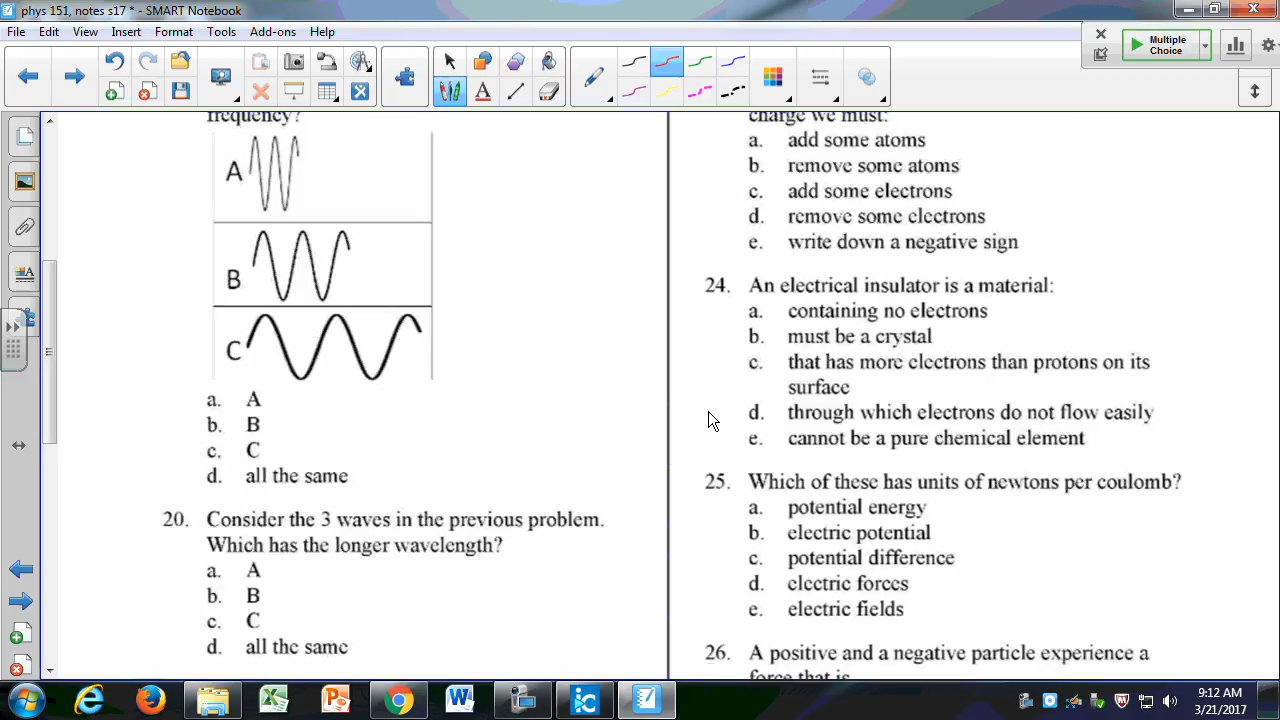 phys 151, notes s17 * - SMART Notebook
File Edit View Insert Format Tools Add-ons Help
Multiple
Choice
frequency?
A
B
C
a. A
b. B
c. C
d. all the same
20. Consider the 3 waves in the previous problem.
Which has the longer wavelength?
a. A
b. B
c. C
d. all the same
charge we must:
a. add some atoms
b. remove some atoms
c. add some electrons
d. remove some electrons
e. write down a negative sign
24. An electrical insulator is a material:
a. containing no electrons
b. must be a crystal
c. that has more electrons than protons on its
surface
d. through which electrons do not flow easily
e. cannot be a pure chemical element
25. Which of these has units of newtons per coulomb?
a. potential energy
b. electric potential
c. potential difference
d. electric forces
e. electric fields
26. A positive and a negative particle experience a
force that is
9:12 AM
3/21/2017